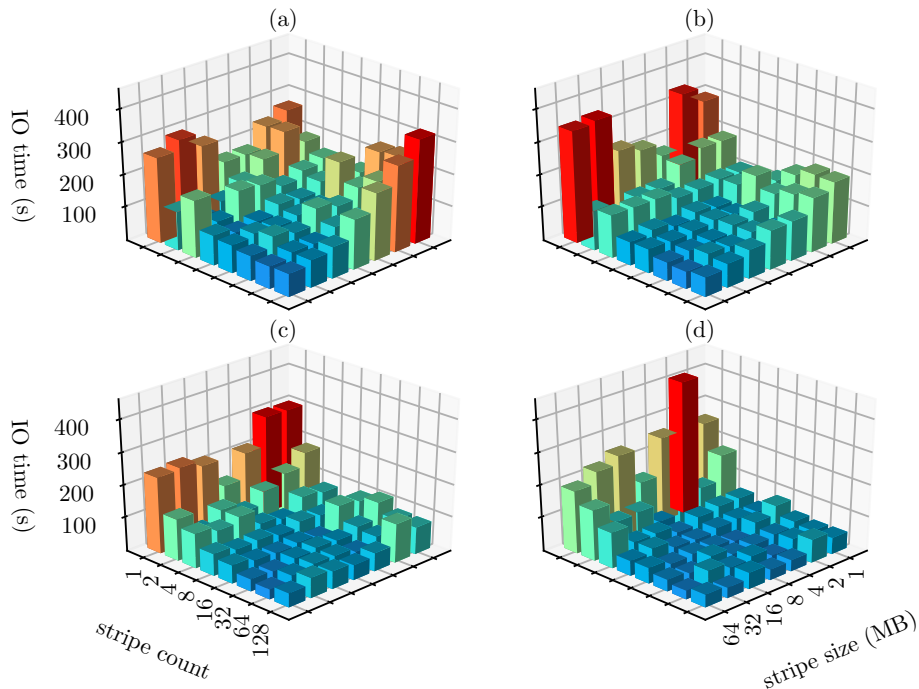 (a)
(b)
IO time (s)
400
300
200
100
(c)
(d)
IO time (s)
400
300
200
100
1
2
4
8
16
32
64
128
stripe count
64
32
16
8
4
2
1
stripe size (MB)